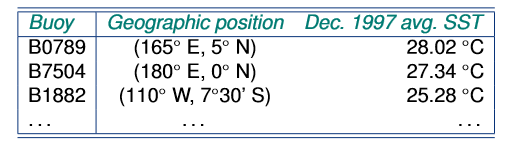 Buoy Geographic position Dec. 1997 avg. SST
B0789 (165° E, 5° N) 28.02 °C
B7504 (180° E, 0° N) 27.34 °C
B1882 (110° W, 7°30' S) 25.28 °C
... ... ...